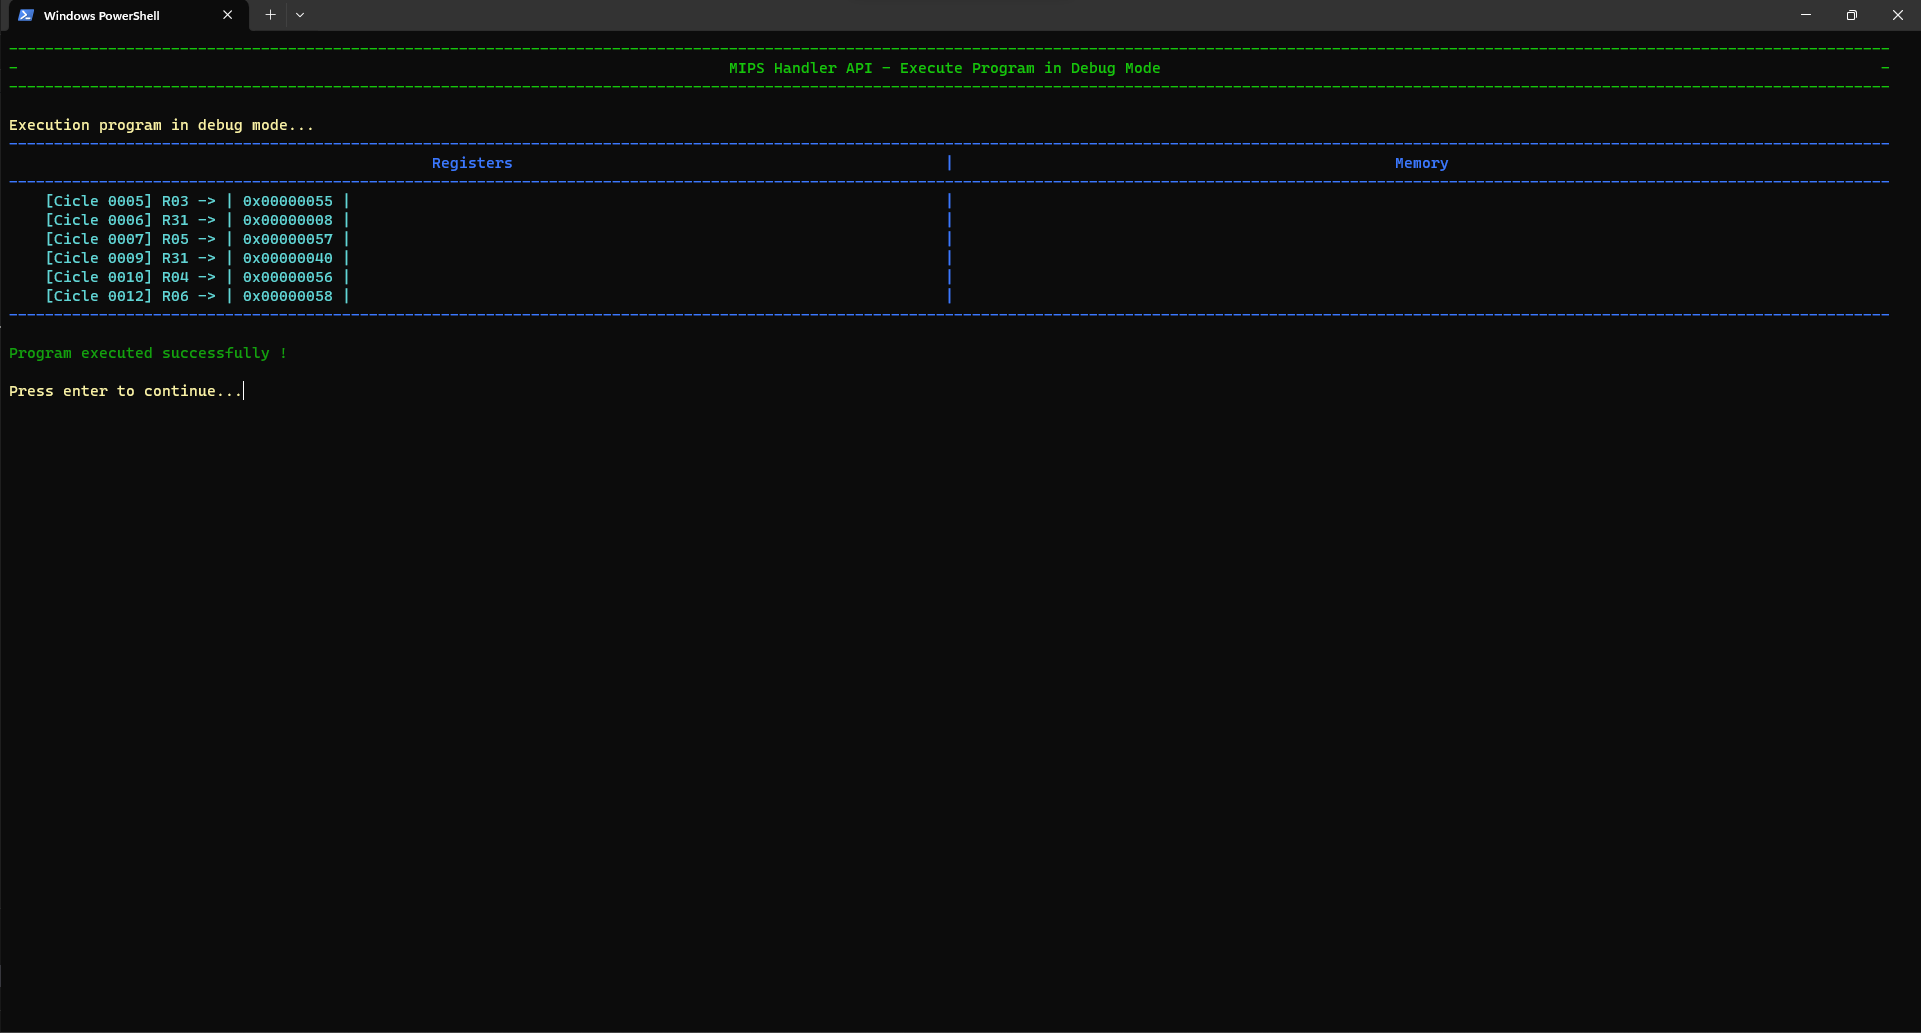 Windows PowerShell
- MIPS Handler API - Execute Program in Debug Mode -
Execution program in debug mode...
Registers | Memory
[Cicle 0005] R03 -> | 0x00000055 | |
[Cicle 0006] R31 -> | 0x00000008 | |
[Cicle 0007] R05 -> | 0x00000057 | |
[Cicle 0009] R31 -> | 0x00000040 | |
[Cicle 0010] R04 -> | 0x00000056 | |
[Cicle 0012] R06 -> | 0x00000058 | |
Program executed successfully !
Press enter to continue...